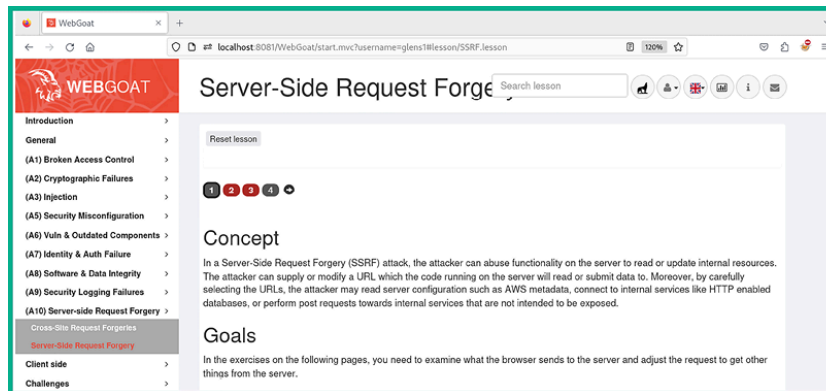 WebGoat
localhost:8081/WebGoat/start.mvc?username=glens1#lesson/SSRF.lesson
120%
WEBGOAT
Server-Side Request Forgery
Search lesson
Introduction
General
(A1) Broken Access Control
(A2) Cryptographic Failures
(A3) Injection
(A5) Security Misconfiguration
(A6) Vuln & Outdated Components
(A7) Identity & Auth Failure
(A8) Software & Data Integrity
(A9) Security Logging Failures
(A10) Server-side Request Forgery
Cross-Site Request Forgeries
Server-Side Request Forgery
Client side
Challenges
Reset lesson
1 2 3 4
Concept
In a Server-Side Request Forgery (SSRF) attack, the attacker can abuse functionality on the server to read or update internal resources.
The attacker can supply or modify a URL which the code running on the server will read or submit data to. Moreover, by carefully
selecting the URLs, the attacker may read server configuration such as AWS metadata, connect to internal services like HTTP enabled
databases, or perform post requests towards internal services that are not intended to be exposed.
Goals
In the exercises on the following pages, you need to examine what the browser sends to the server and adjust the request to get other
things from the server.